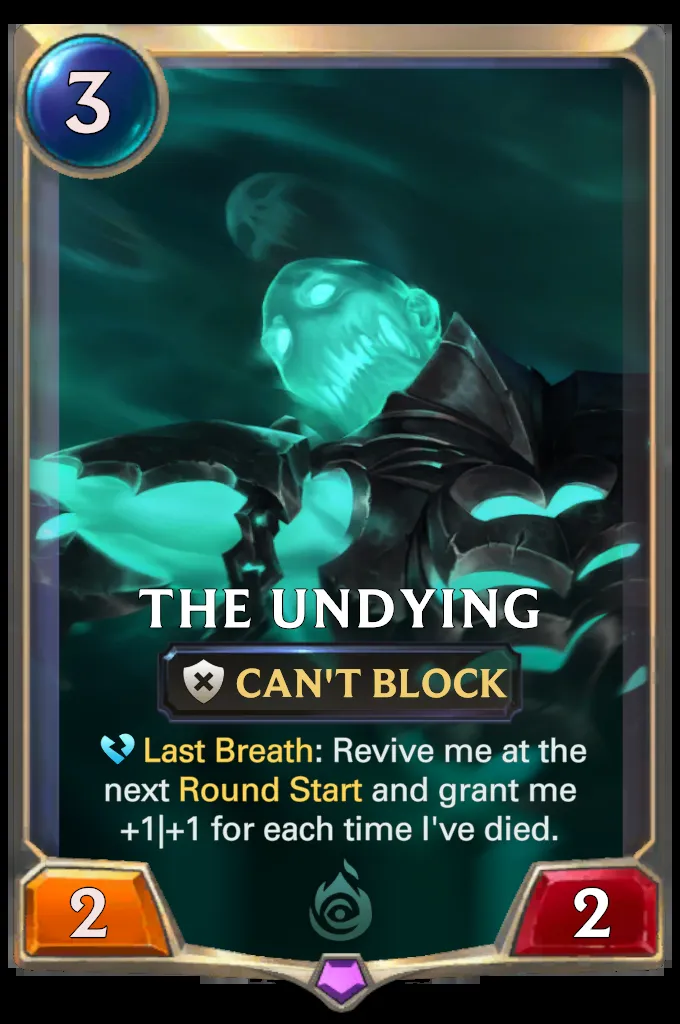 3
THE UNDYING
CAN'T BLOCK
Last Breath: Revive me at the
next Round Start and grant me
+1|+1 for each time I've died.
2 2